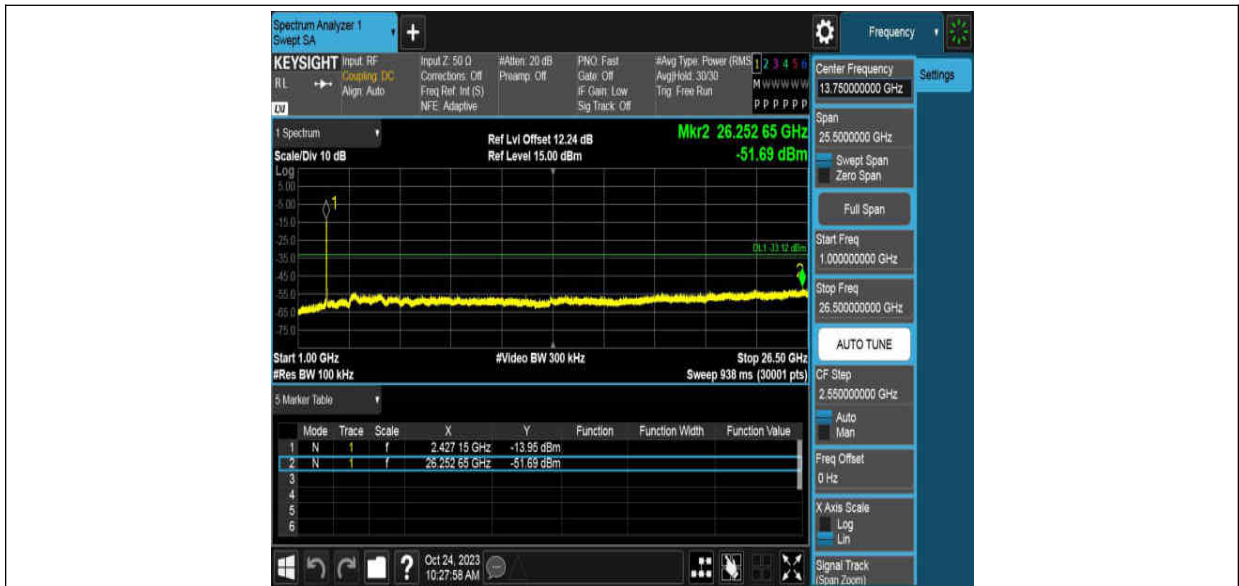 Spectrum Analyzer 1
Swept SA
+
Frequency
KEYSIGHT
RL
LXI
Input: RF
Coupling: DC
Align: Auto
Input Z: 50 Ω
Corrections: Off
Freq Ref: Int (S)
NFE: Adaptive
#Atten: 20 dB
Preamp: Off
PNO: Fast
Gate: Off
IF Gain: Low
Sig Track: Off
#Avg Type: Power (RMS
Avg|Hold: 30/30
Trig: Free Run
1 2 3 4 5 6
M W W W W W
P P P P P P
1 Spectrum
Scale/Div 10 dB
Ref Lvl Offset 12.24 dB
Ref Level 15.00 dBm
Mkr2 26.252 65 GHz
-51.69 dBm
Log
5.00
-5.00
-15.0
-25.0
-35.0
-45.0
-55.0
-65.0
-75.0
1
DL1 -33.12 dBm
2
Start 1.00 GHz
#Res BW 100 kHz
#Video BW 300 kHz
Stop 26.50 GHz
Sweep 938 ms (30001 pts)
5 Marker Table
Mode Trace Scale X Y Function Function Width Function Value
1 N 1 f 2.427 15 GHz -13.95 dBm
2 N 1 f 26.252 65 GHz -51.69 dBm
3
4
5
6
?
Oct 24, 2023
10:27:58 AM
Center Frequency
13.750000000 GHz
Settings
Span
25.5000000 GHz
Swept Span
Zero Span
Full Span
Start Freq
1.000000000 GHz
Stop Freq
26.500000000 GHz
AUTO TUNE
CF Step
2.550000000 GHz
Auto
Man
Freq Offset
0 Hz
X Axis Scale
Log
Lin
Signal Track
(Span Zoom)